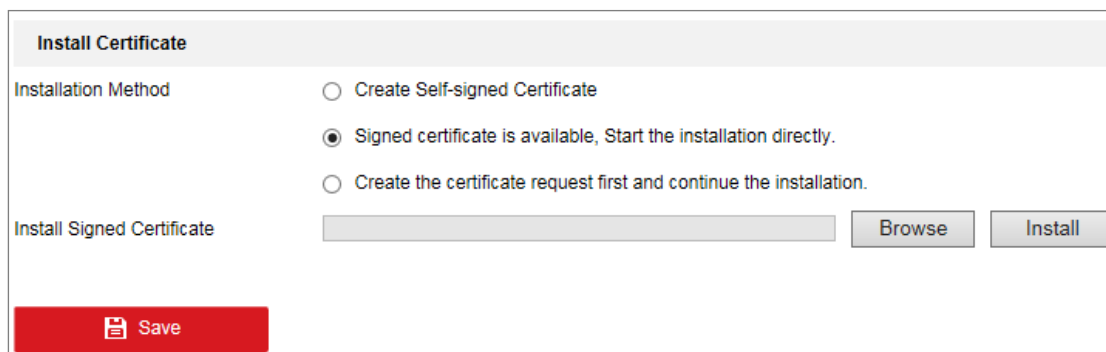 Install Certificate
Installation Method
Create Self-signed Certificate
Signed certificate is available, Start the installation directly.
Create the certificate request first and continue the installation.
Install Signed Certificate
Browse
Install
Save